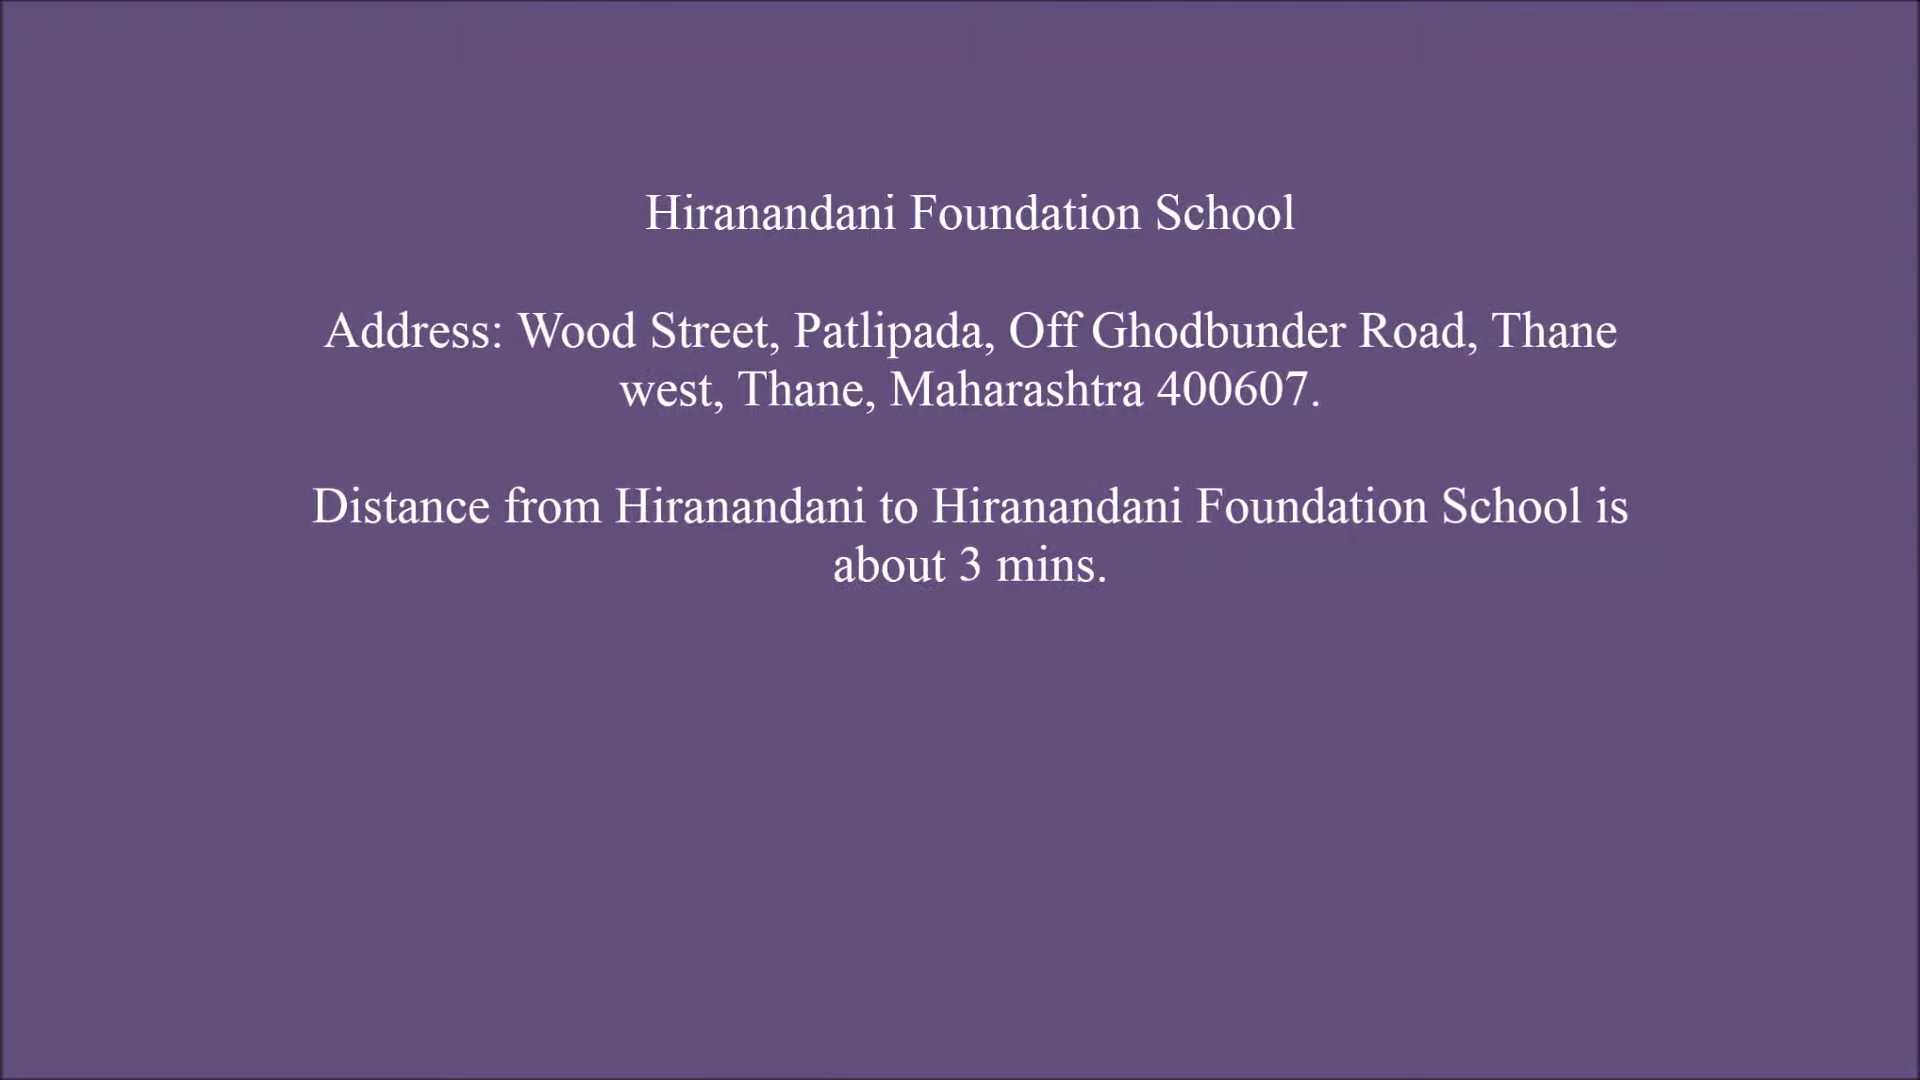 Hiranandani Foundation School
Address: Wood Street, Patlipada, Off Ghodbunder Road, Thane
west, Thane, Maharashtra 400607.
Distance from Hiranandani to Hiranandani Foundation School is
about 3 mins.